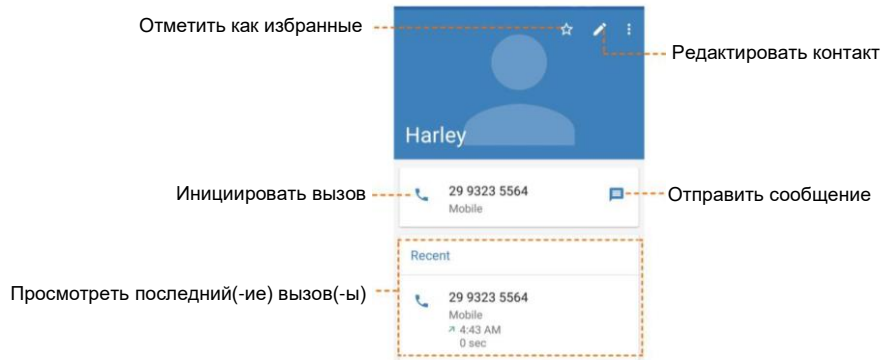 Отметить как избранные
Редактировать контакт
Harley
Инициировать вызов
29 9323 5564
Mobile
Отправить сообщение
Recent
Просмотреть последний(-ие) вызов(-ы)
29 9323 5564
Mobile
4:43 AM
0 sec